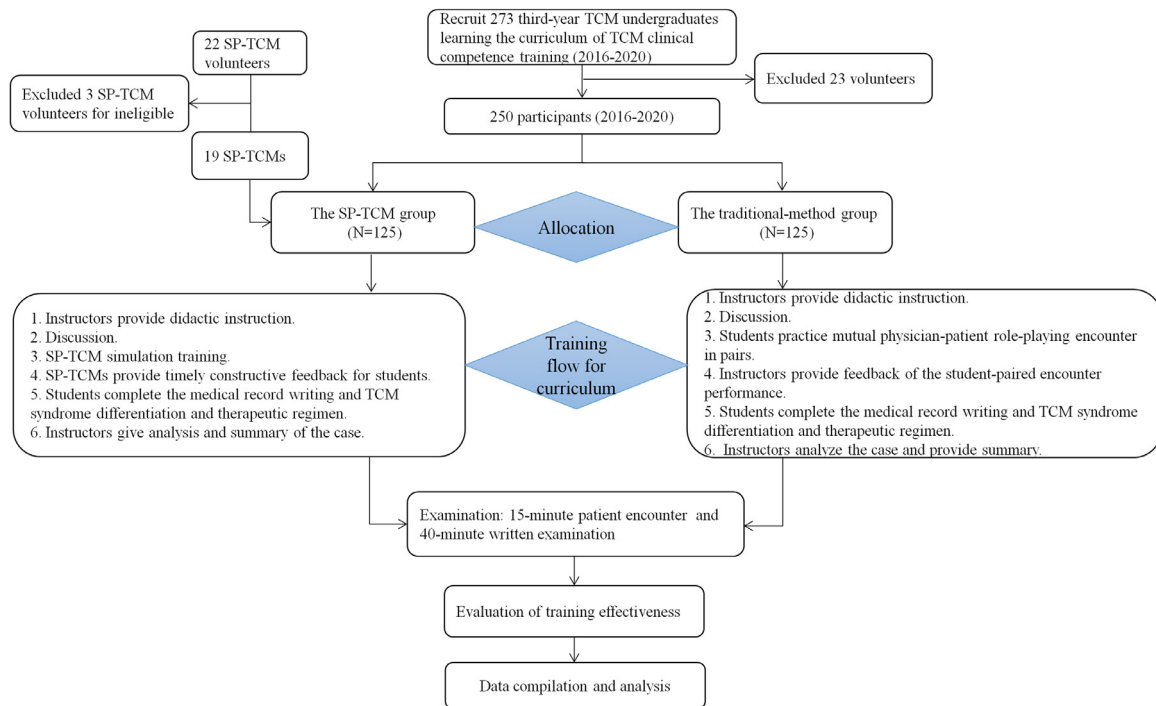 Recruit 273 third-year TCM undergraduates
learning the curriculum of TCM clinical
competence training (2016-2020)
22 SP-TCM
volunteers
Excluded 23 volunteers
Excluded 3 SP-TCM
volunteers for ineligible
250 participants (2016-2020)
19 SP-TCMs
The SP-TCM group
(N=125)
Allocation
The traditional-method group
(N=125)
1. Instructors provide didactic instruction.
2. Discussion.
3. SP-TCM simulation training.
4. SP-TCMs provide timely constructive feedback for students.
5. Students complete the medical record writing and TCM
syndrome differentiation and therapeutic regimen.
6. Instructors give analysis and summary of the case.
Training
flow for
curriculum
1. Instructors provide didactic instruction.
2. Discussion.
3. Students practice mutual physician-patient role-playing encounter
in pairs.
4. Instructors provide feedback of the student-paired encounter
performance.
5. Students complete the medical record writing and TCM syndrome
differentiation and therapeutic regimen.
6. Instructors analyze the case and provide summary.
Examination: 15-minute patient encounter and
40-minute written examination
Evaluation of training effectiveness
Data compilation and analysis